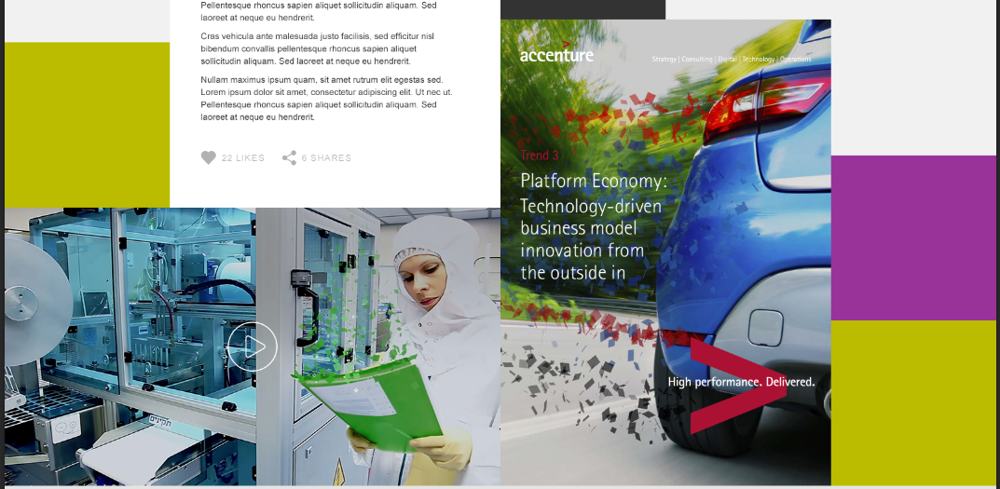 Pellentesque rhoncus sapien aliquet sollicitudin aliquam. Sed
laoreet at neque eu hendrerit.
Cras vehicula ante malesuada justo facilisis, sed efficitur nisl
bibendum convallis pellentesque rhoncus sapien aliquet
sollicitudin aliquam. Sed laoreet at neque eu hendrerit.
Nullam maximus ipsum quam, sit amet rutrum elit egestas sed.
Lorem ipsum dolor sit amet, consectetur adipiscing elit. Ut nec ut.
Pellentesque rhoncus sapien aliquet sollicitudin aliquam. Sed
laoreet at neque eu hendrerit.
22 LIKES 6 SHARES
תקינים
accenture
Strategy | Consulting | Digital | Technology | Operations
Trend 3
Platform Economy:
Technology-driven
business model
innovation from
the outside in
High performance. Delivered.